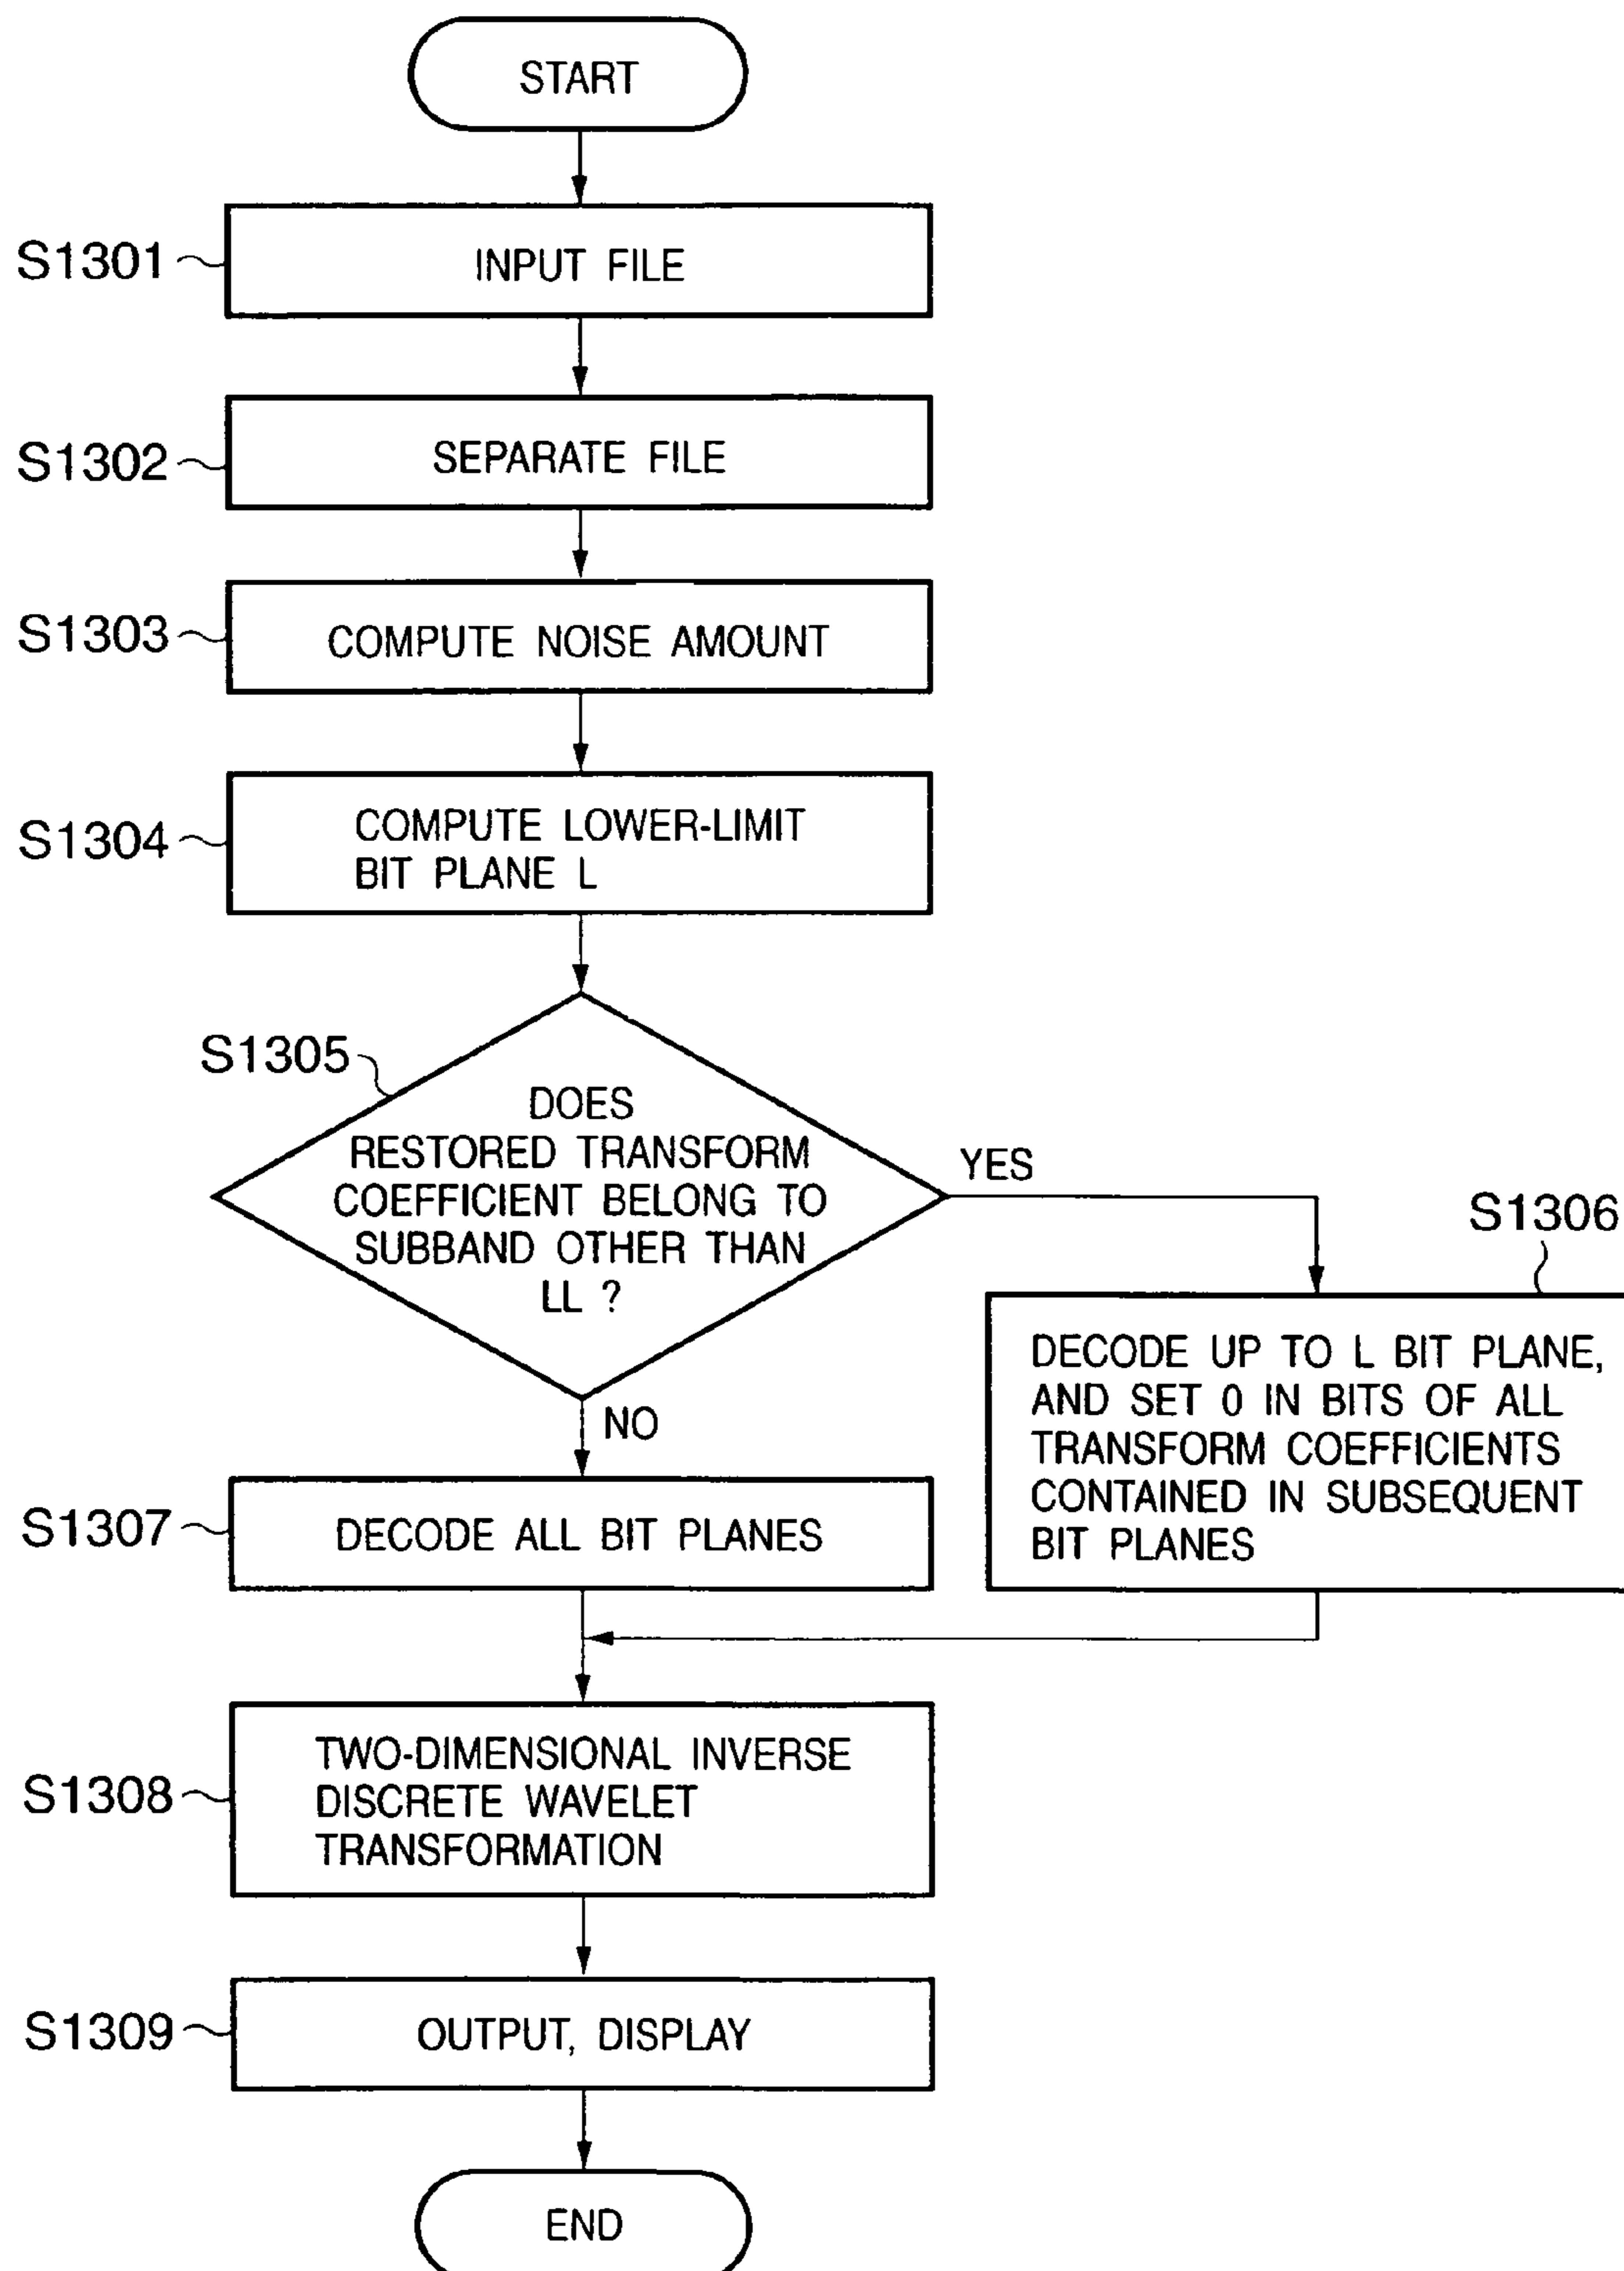 START
S1301
INPUT FILE
S1302
SEPARATE FILE
S1303
COMPUTE NOISE AMOUNT
S1304
COMPUTE LOWER-LIMIT
BIT PLANE L
S1305
DOES
RESTORED TRANSFORM
COEFFICIENT BELONG TO
SUBBAND OTHER THAN
LL ?
YES
S1306
DECODE UP TO L BIT PLANE,
AND SET 0 IN BITS OF ALL
TRANSFORM COEFFICIENTS
CONTAINED IN SUBSEQUENT
BIT PLANES
NO
S1307
DECODE ALL BIT PLANES
S1308
TWO-DIMENSIONAL INVERSE
DISCRETE WAVELET
TRANSFORMATION
S1309
OUTPUT, DISPLAY
END